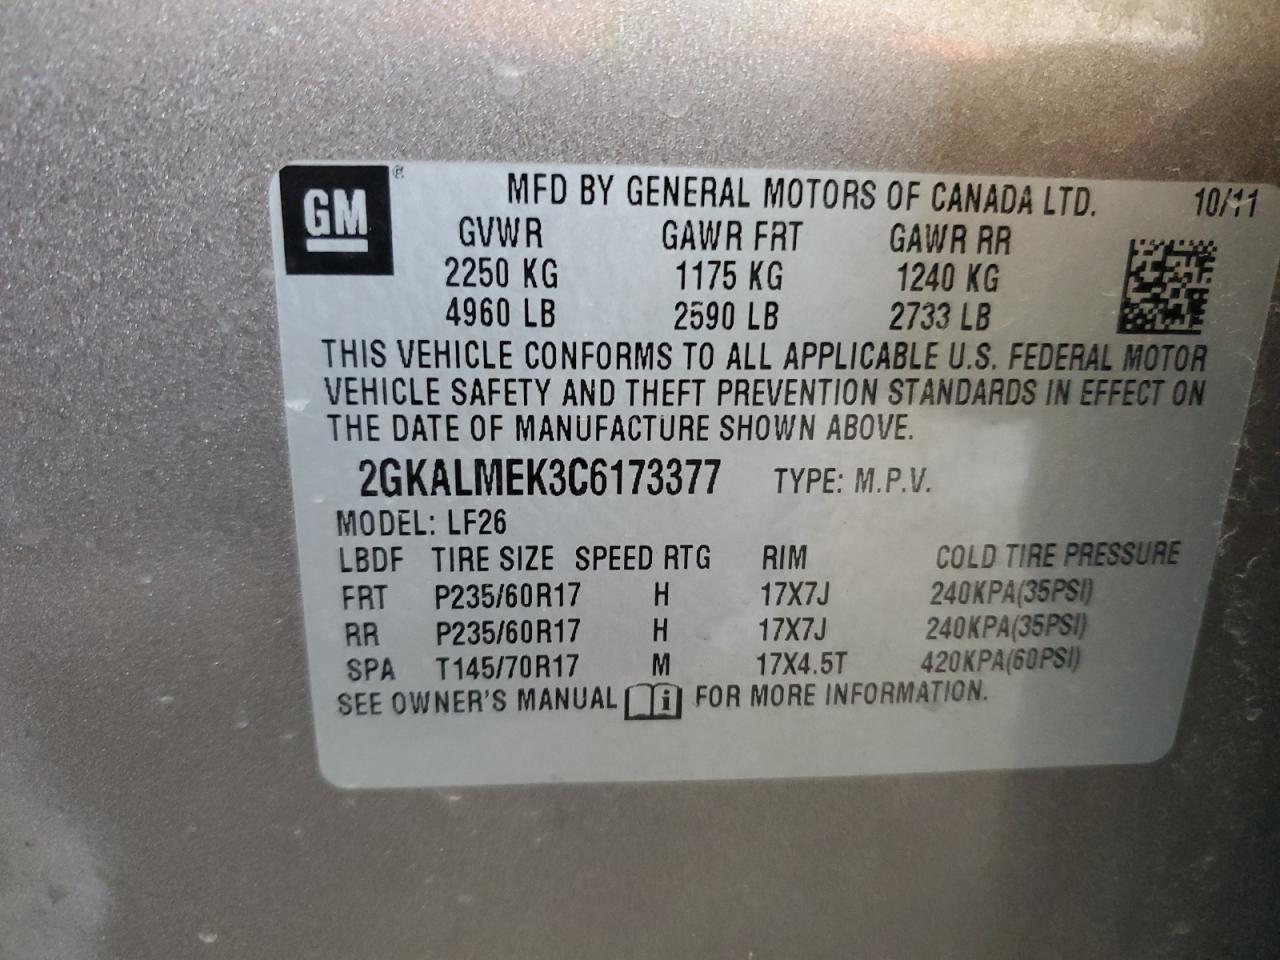 GM ® MFD BY GENERAL MOTORS OF CANADA LTD. 10/11
GVWR GAWR FRT GAWR RR
2250 KG 1175 KG 1240 KG
4960 LB 2590 LB 2733 LB
THIS VEHICLE CONFORMS TO ALL APPLICABLE U.S. FEDERAL MOTOR
VEHICLE SAFETY AND THEFT PREVENTION STANDARDS IN EFFECT ON
THE DATE OF MANUFACTURE SHOWN ABOVE.
2GKALMEK3C6173377 TYPE: M.P.V.
MODEL: LF26
LBDF TIRE SIZE SPEED RTG RIM COLD TIRE PRESSURE
FRT P235/60R17 H 17X7J 240KPA(35PSI)
RR P235/60R17 H 17X7J 240KPA(35PSI)
SPA T145/70R17 M 17X4.5T 420KPA(60PSI)
SEE OWNER'S MANUAL i FOR MORE INFORMATION.